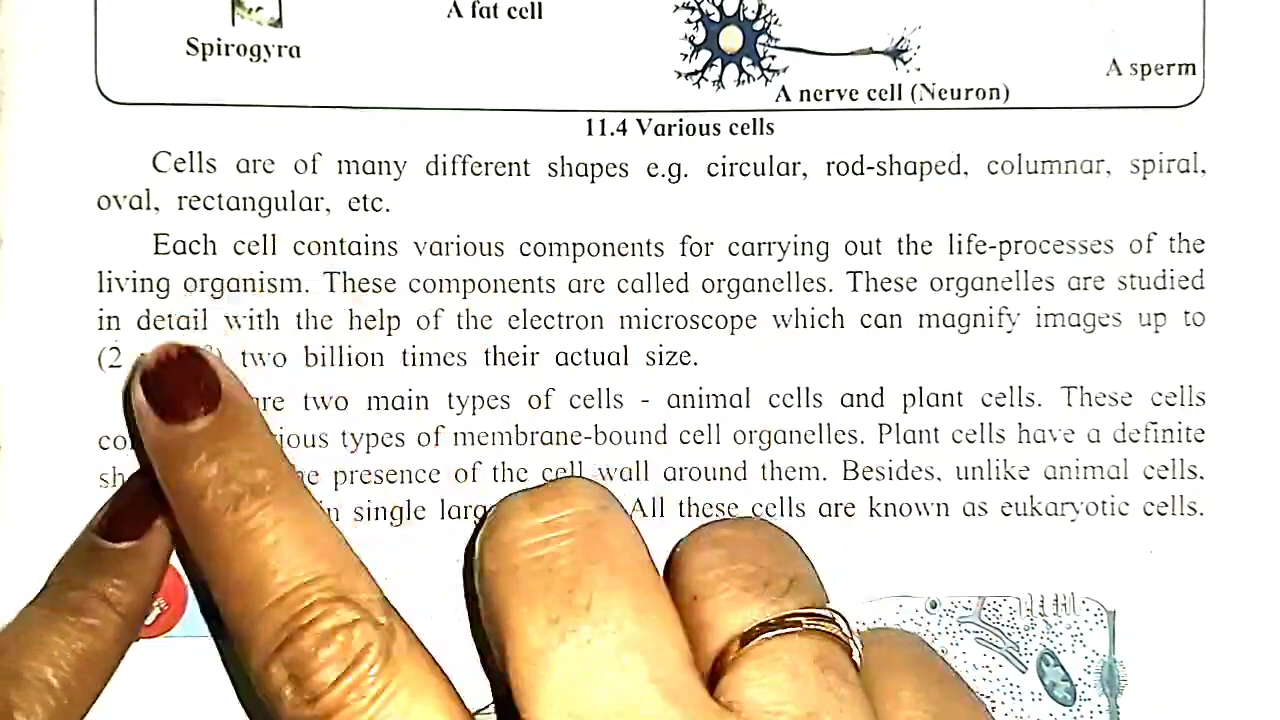 A fat cell
Spirogyra
A sperm
A nerve cell (Neuron)
11.4 Various cells
Cells are of many different shapes e.g. circular, rod-shaped, columnar, spiral,
oval, rectangular, etc.
Each cell contains various components for carrying out the life-processes of the
living organism. These components are called organelles. These organelles are studied
in detail with the help of the electron microscope which can magnify images up to
(2 ) two billion times their actual size.
two main types of cells - animal cells and plant cells. These cells
types of membrane-bound cell organelles. Plant cells have a definite
presence of the cell wall around them. Besides, unlike animal cells,
single All these cells are known as eukaryotic cells.